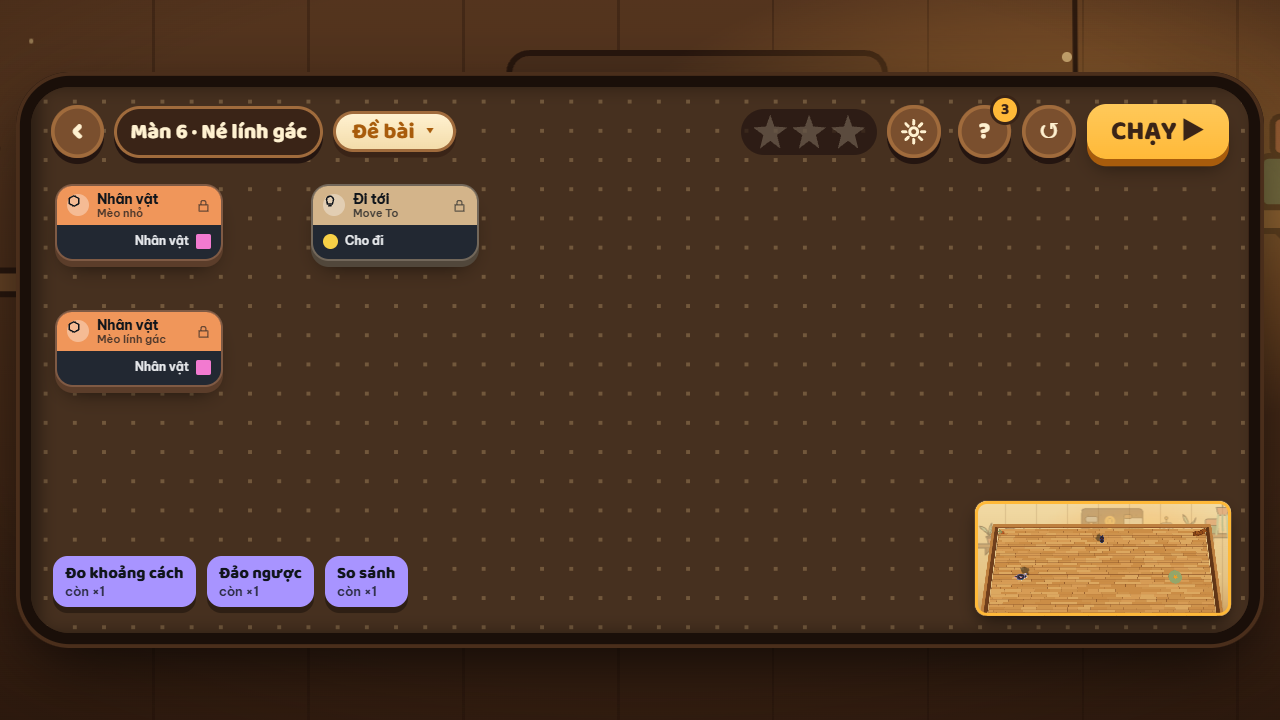 Màn 6 · Né lính gác
Đề bài
3
?
CHẠY
Nhân vật
Mèo nhỏ
Nhân vật
Đi tới
Move To
Cho đi
Nhân vật
Mèo lính gác
Nhân vật
Đo khoảng cách
còn ×1
Đảo ngược
còn ×1
So sánh
còn ×1